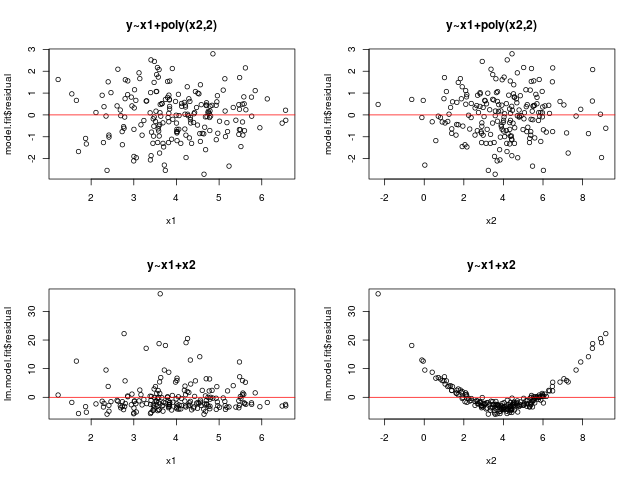 y~x1+poly(x2,2)
model.fit$residual
3
2
1
0
-1
-2
2 3 4 5 6
x1
y~x1+poly(x2,2)
model.fit$residual
3
2
1
0
-1
-2
-2 0 2 4 6 8
x2
y~x1+x2
lm.model.fit$residual
30
20
10
0
2 3 4 5 6
x1
y~x1+x2
lm.model.fit$residual
30
20
10
0
-2 0 2 4 6 8
x2